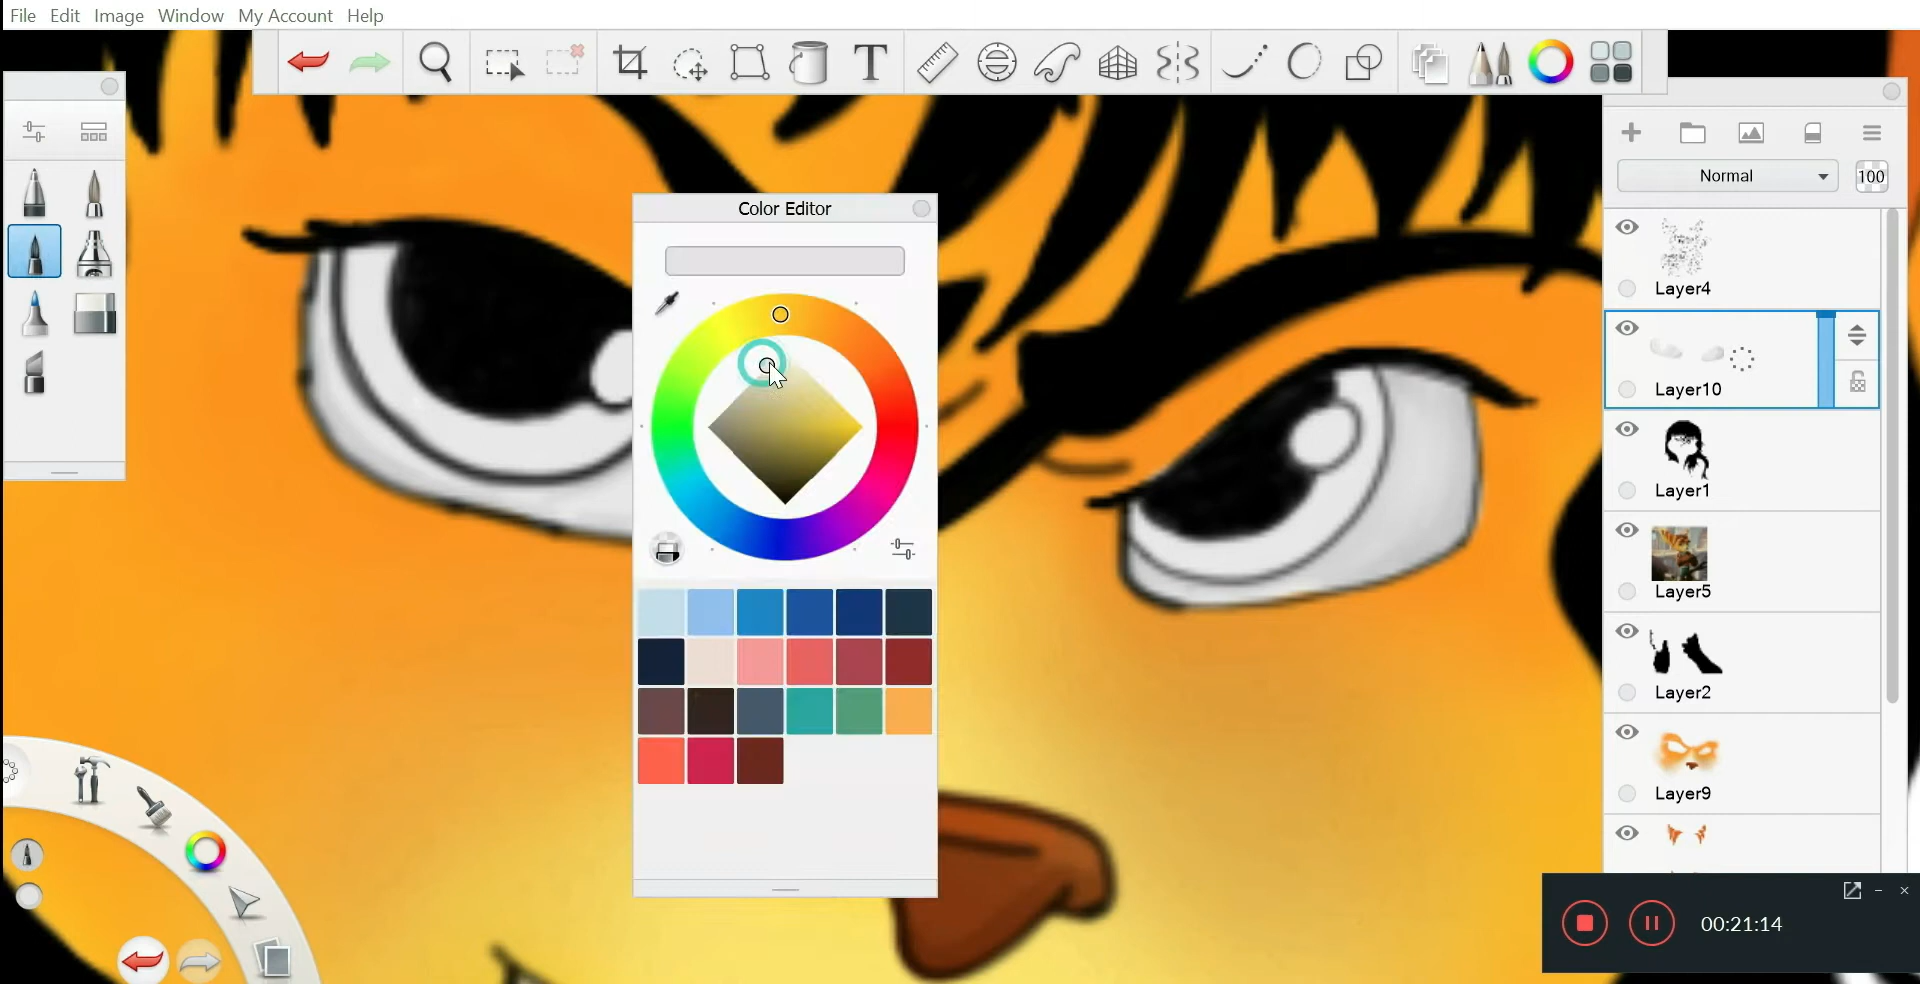 File Edit Image Window My Account Help
T
Color Editor
Normal
100
Layer4
Layer10
Layer1
Layer5
Layer2
Layer9
00:21:14